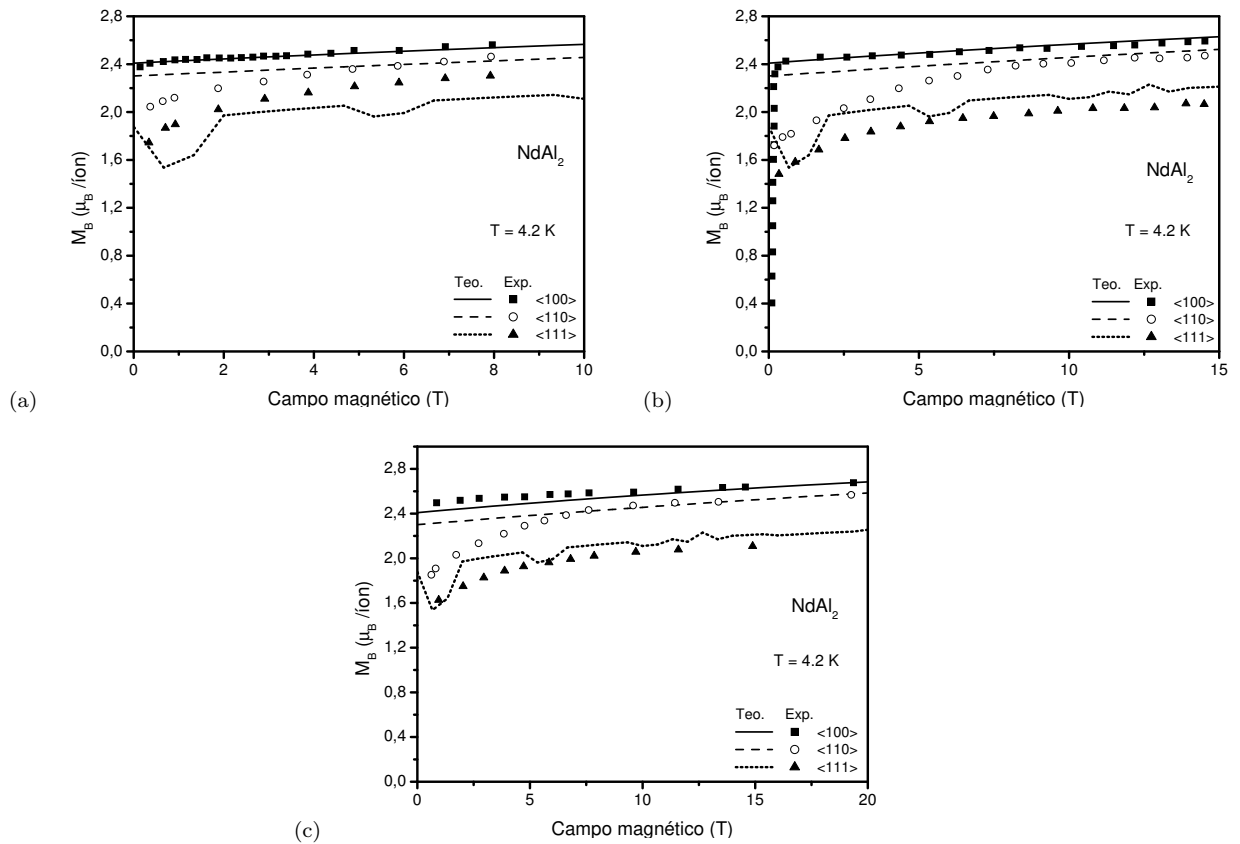 2,8
2,4
2,0
1,6
1,2
0,8
0,4
0,0
M_B (μ_B /íon)
NdAl₂
T = 4.2 K
Teo. Exp.
<100>
<110>
<111>
0 2 4 6 8 10
Campo magnético (T)
(a)
2,8
2,4
2,0
1,6
1,2
0,8
0,4
0,0
M_B (μ_B /íon)
NdAl₂
T = 4.2 K
Teo. Exp.
<100>
<110>
<111>
0 5 10 15
Campo magnético (T)
(b)
2,8
2,4
2,0
1,6
1,2
0,8
0,4
0,0
M_B (μ_B /íon)
NdAl₂
T = 4.2 K
Teo. Exp.
<100>
<110>
<111>
0 5 10 15 20
Campo magnético (T)
(c)